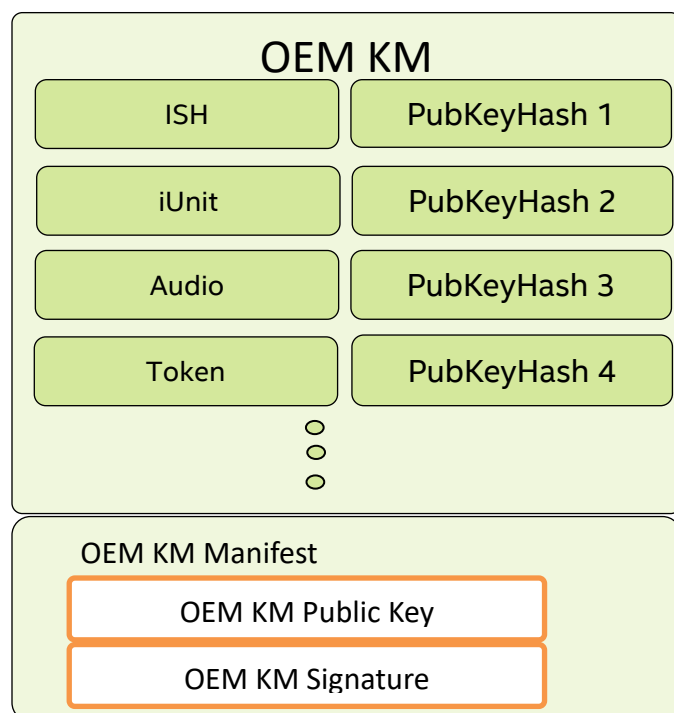 OEM KM
ISH PubKeyHash 1
iUnit PubKeyHash 2
Audio PubKeyHash 3
Token PubKeyHash 4
OEM KM Manifest
OEM KM Public Key
OEM KM Signature